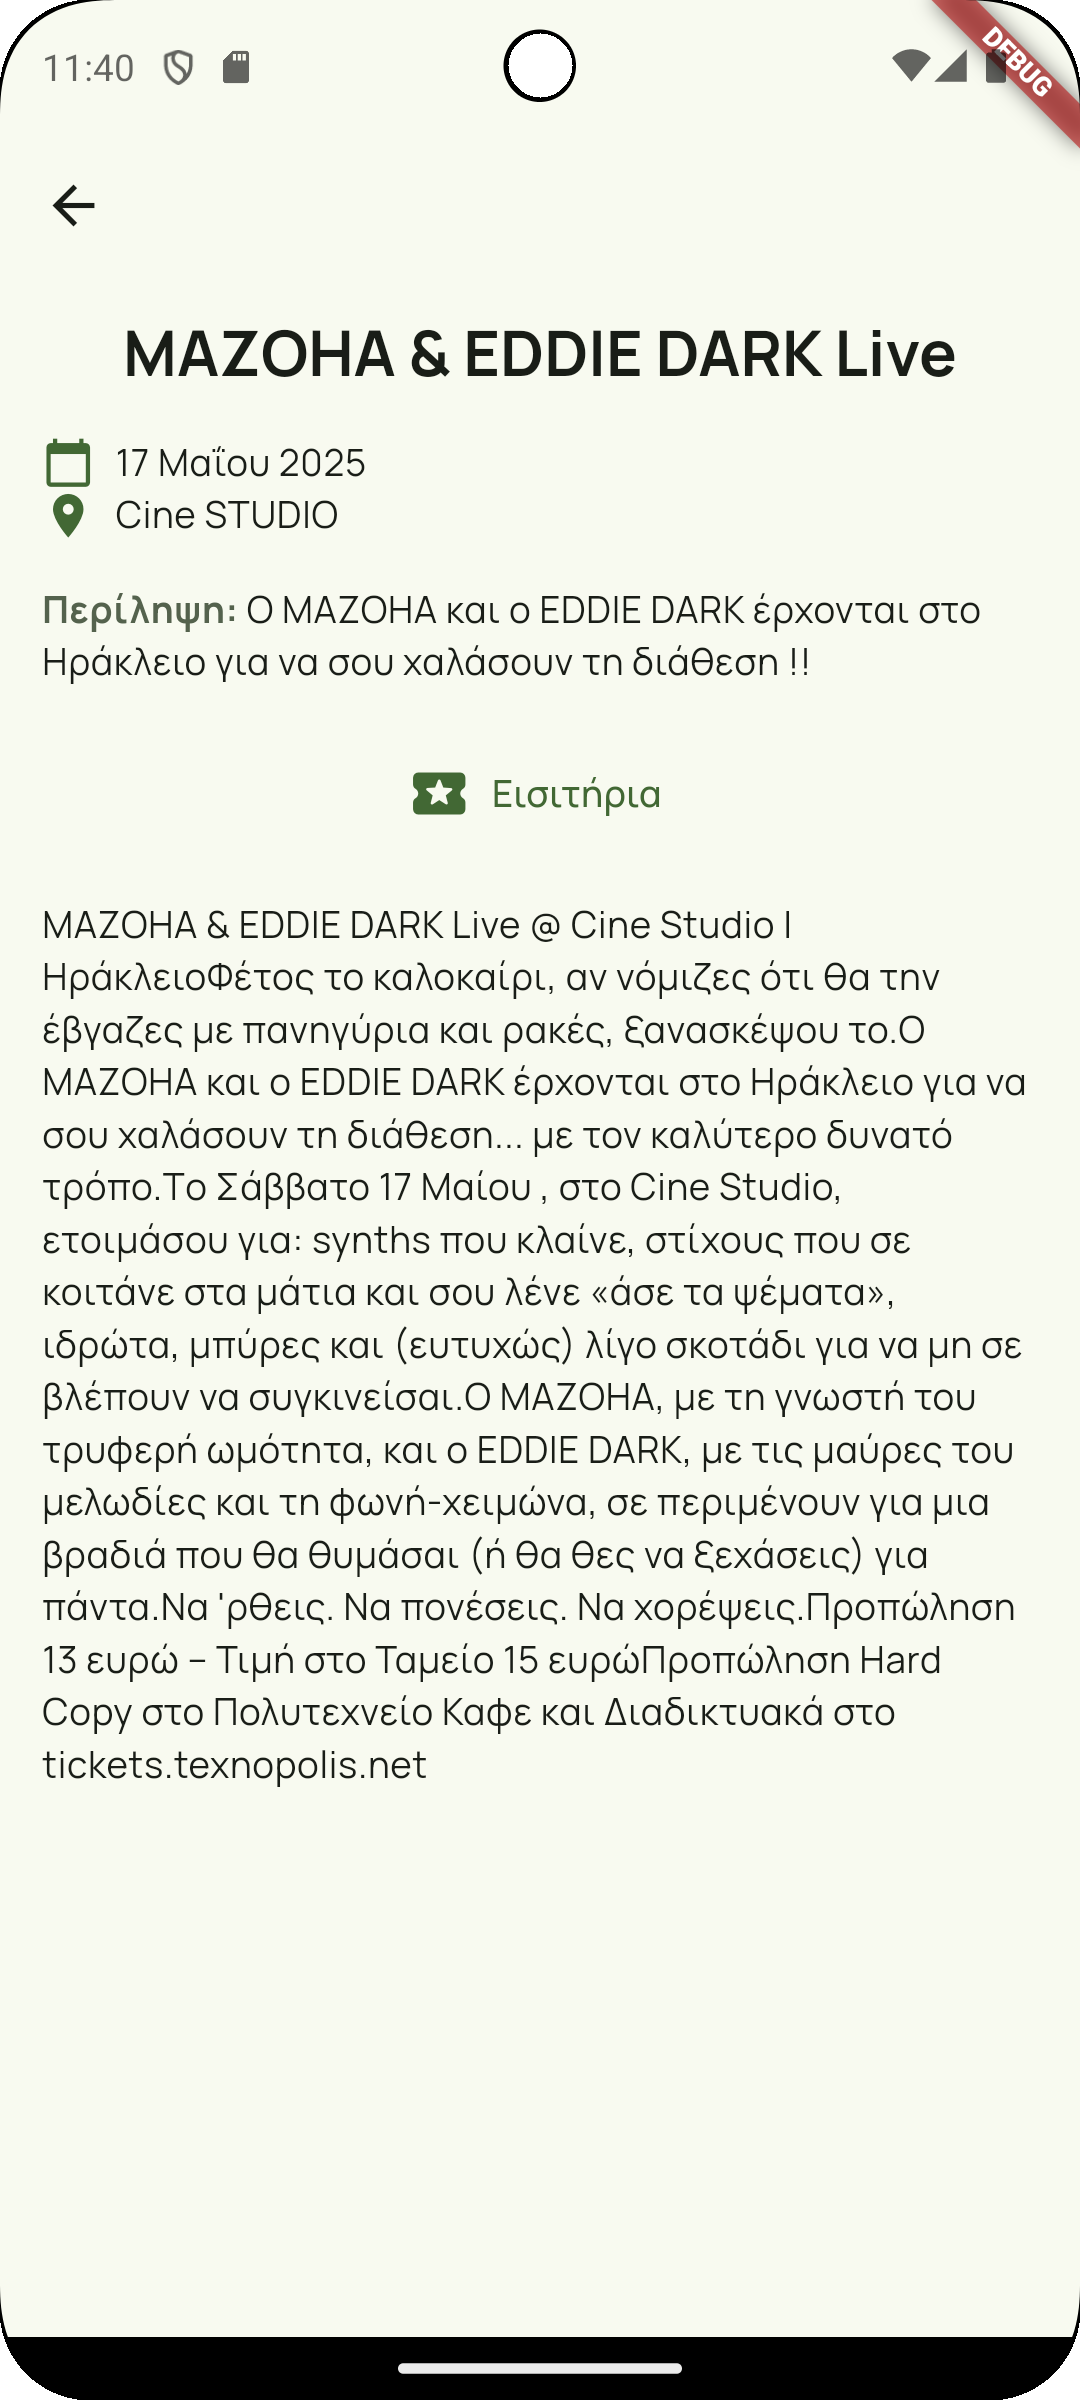 11:40
DEBUG
MAZOHA & EDDIE DARK Live
17 Μαΐου 2025
Cine STUDIO
Περίληψη: Ο MAZOHA και ο EDDIE DARK έρχονται στο
Ηράκλειο για να σου χαλάσουν τη διάθεση !!
Εισιτήρια
MAZOHA & EDDIE DARK Live @ Cine Studio I
ΗράκλειοΦέτος το καλοκαίρι, αν νόμιζες ότι θα την
έβγαζες με πανηγύρια και ρακές, ξανασκέψου το.Ο
MAZOHA και ο EDDIE DARK έρχονται στο Ηράκλειο για να
σου χαλάσουν τη διάθεση... με τον καλύτερο δυνατό
τρόπο.Το Σάββατο 17 Μαίου , στο Cine Studio,
ετοιμάσου για: synths που κλαίνε, στίχους που σε
κοιτάνε στα μάτια και σου λένε «άσε τα ψέματα»,
ιδρώτα, μπύρες και (ευτυχώς) λίγο σκοτάδι για να μη σε
βλέπουν να συγκινείσαι.Ο MAZOHA, με τη γνωστή του
τρυφερή ωμότητα, και ο EDDIE DARK, με τις μαύρες του
μελωδίες και τη φωνή-χειμώνα, σε περιμένουν για μια
βραδιά που θα θυμάσαι (ή θα θες να ξεχάσεις) για
πάντα.Να 'ρθεις. Να πονέσεις. Να χορέψεις.Προπώληση
13 ευρώ – Τιμή στο Ταμείο 15 ευρώΠροπώληση Hard
Copy στο Πολυτεχνείο Καφε και Διαδικτυακά στο
tickets.texnopolis.net